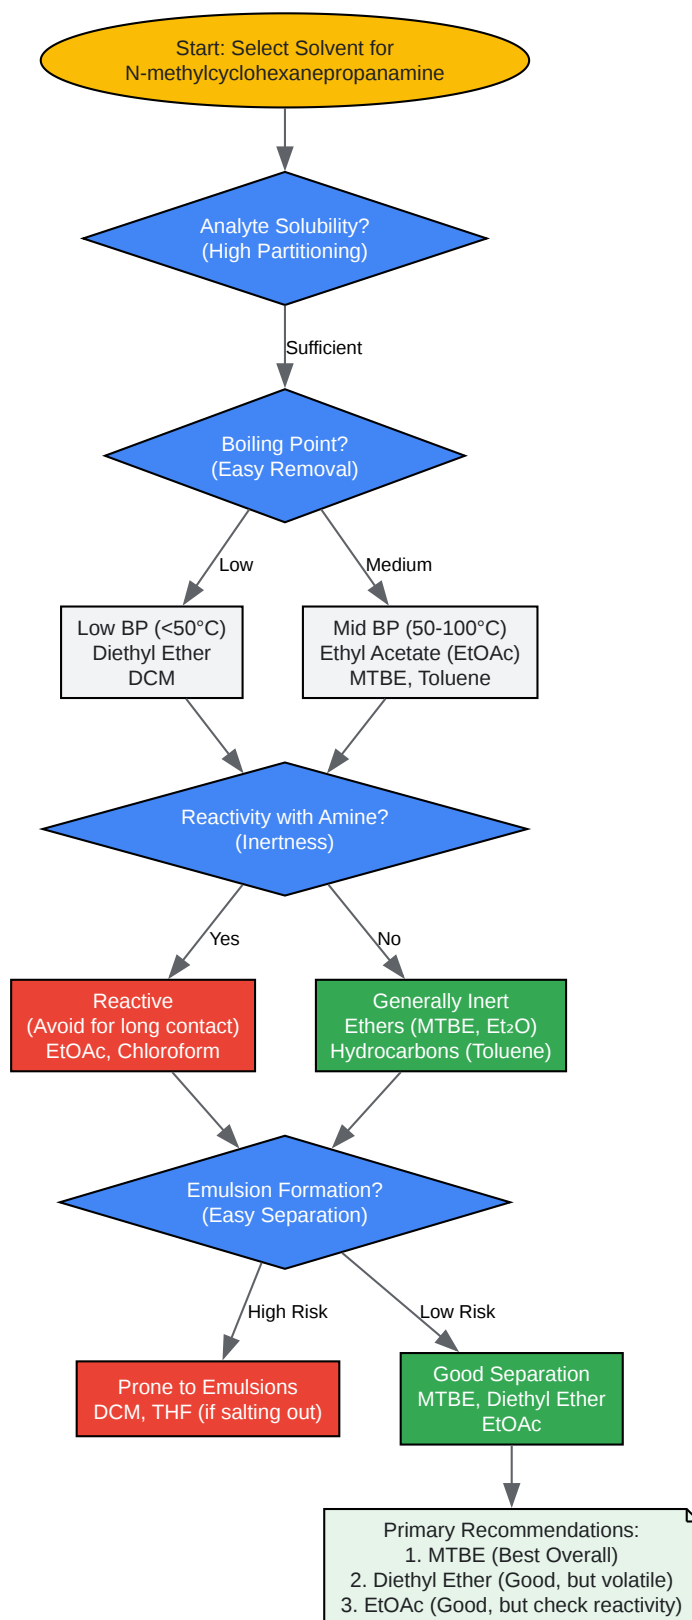 Start: Select Solvent for
N-methylcyclohexanepropanamine
Analyte Solubility?
(High Partitioning)
Sufficient
Boiling Point?
(Easy Removal)
Low
Medium
Low BP (<50°C)
Diethyl Ether
DCM
Mid BP (50-100°C)
Ethyl Acetate (EtOAc)
MTBE, Toluene
Reactivity with Amine?
(Inertness)
Yes
No
Reactive
(Avoid for long contact)
EtOAc, Chloroform
Generally Inert
Ethers (MTBE, Et₂O)
Hydrocarbons (Toluene)
Emulsion Formation?
(Easy Separation)
High Risk
Low Risk
Prone to Emulsions
DCM, THF (if salting out)
Good Separation
MTBE, Diethyl Ether
EtOAc
Primary Recommendations:
1. MTBE (Best Overall)
2. Diethyl Ether (Good, but volatile)
3. EtOAc (Good, but check reactivity)